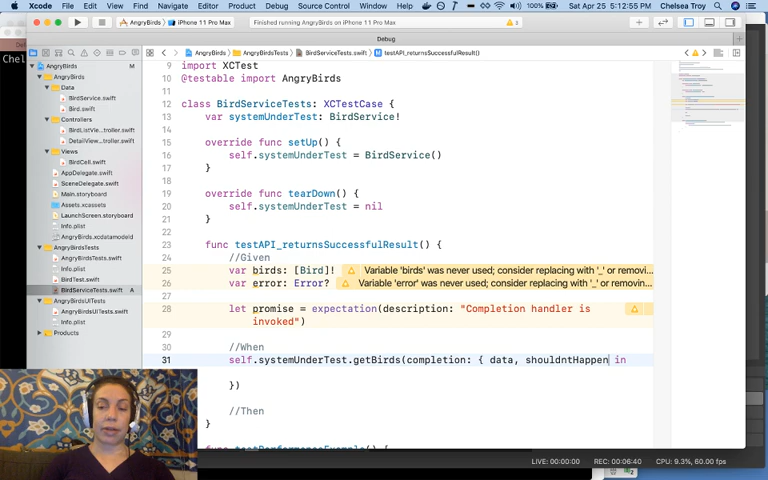 Xcode File Edit View Find Navigate Editor Product Debug Source Control Window Help Sat Apr 25 5:12:55 PM Chelsea Troy
AngryBirds iPhone 11 Pro Max Finished running AngryBirds on iPhone 11 Pro Max 3
Debug
AngryBirds AngryBirdsTests BirdServiceTests.swift testAPI_returnsSuccessfulResult()
Chel
AngryBirds
AngryBirds
Data
BirdService.swift
Bird.swift
Controllers
BirdListVi...troller.swift
DetailView...troller.swift
Views
BirdCell.swift
AppDelegate.swift
SceneDelegate.swift
Main.storyboard
Assets.xcassets
LaunchScreen.storyboard
Info.plist
AngryBirds.xcdatamodeld
AngryBirdsTests
AngryBirdsTests.swift
Info.plist
BirdTest.swift
BirdServiceTests.swift A
AngryBirdsUITests
AngryBirdsUITests.swift
Info.plist
Products
9 import XCTest
10 @testable import AngryBirds
11
12 class BirdServiceTests: XCTestCase {
13 var systemUnderTest: BirdService!
14
15 override func setUp() {
16 self.systemUnderTest = BirdService()
17 }
18
19 override func tearDown() {
20 self.systemUnderTest = nil
21 }
22
23 func testAPI_returnsSuccessfulResult() {
24 //Given
25 var birds: [Bird]! Variable 'birds' was never used; consider replacing with '_' or removi...
26 var error: Error? Variable 'error' was never used; consider replacing with '_' or removi...
27
28 let promise = expectation(description: "Completion handler is
invoked")
29
30 //When
31 self.systemUnderTest.getBirds(completion: { data, shouldntHappen in
})
//Then
}
LIVE: 00:00:00 REC: 00:06:40 CPU: 9.3%, 60.00 fps